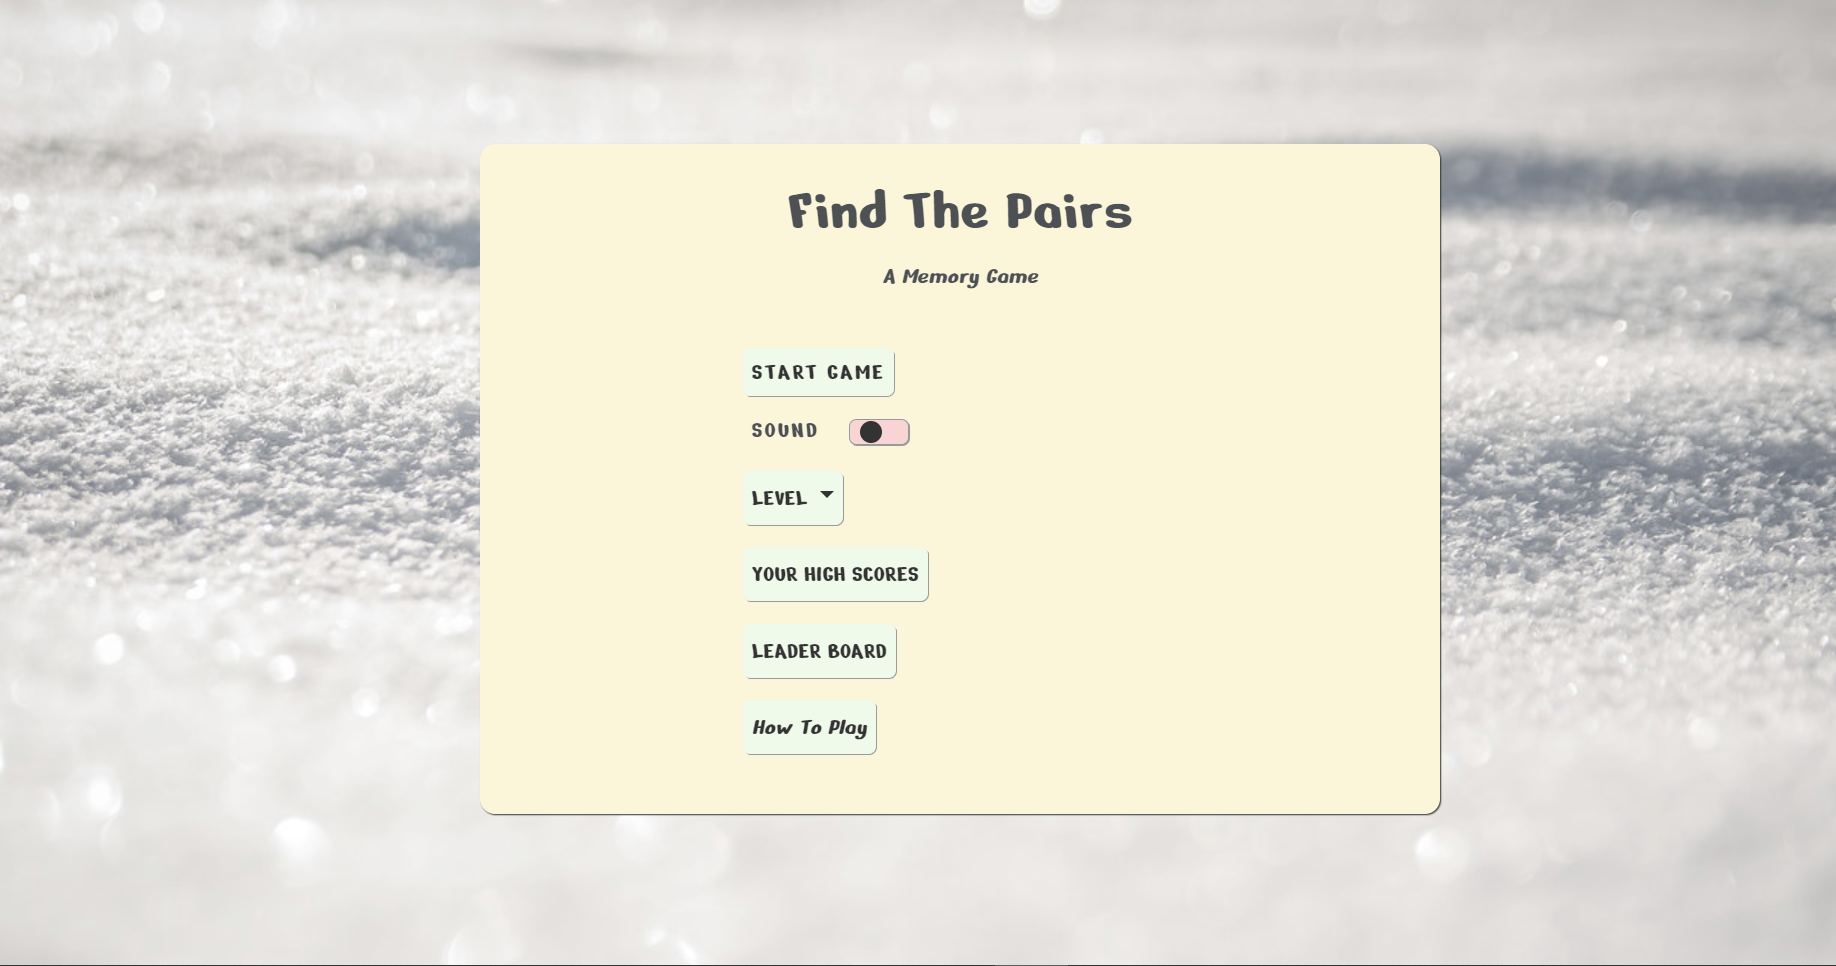 Find The Pairs
A Memory Game
START GAME
SOUND
LEVEL
YOUR HIGH SCORES
LEADER BOARD
How To Play